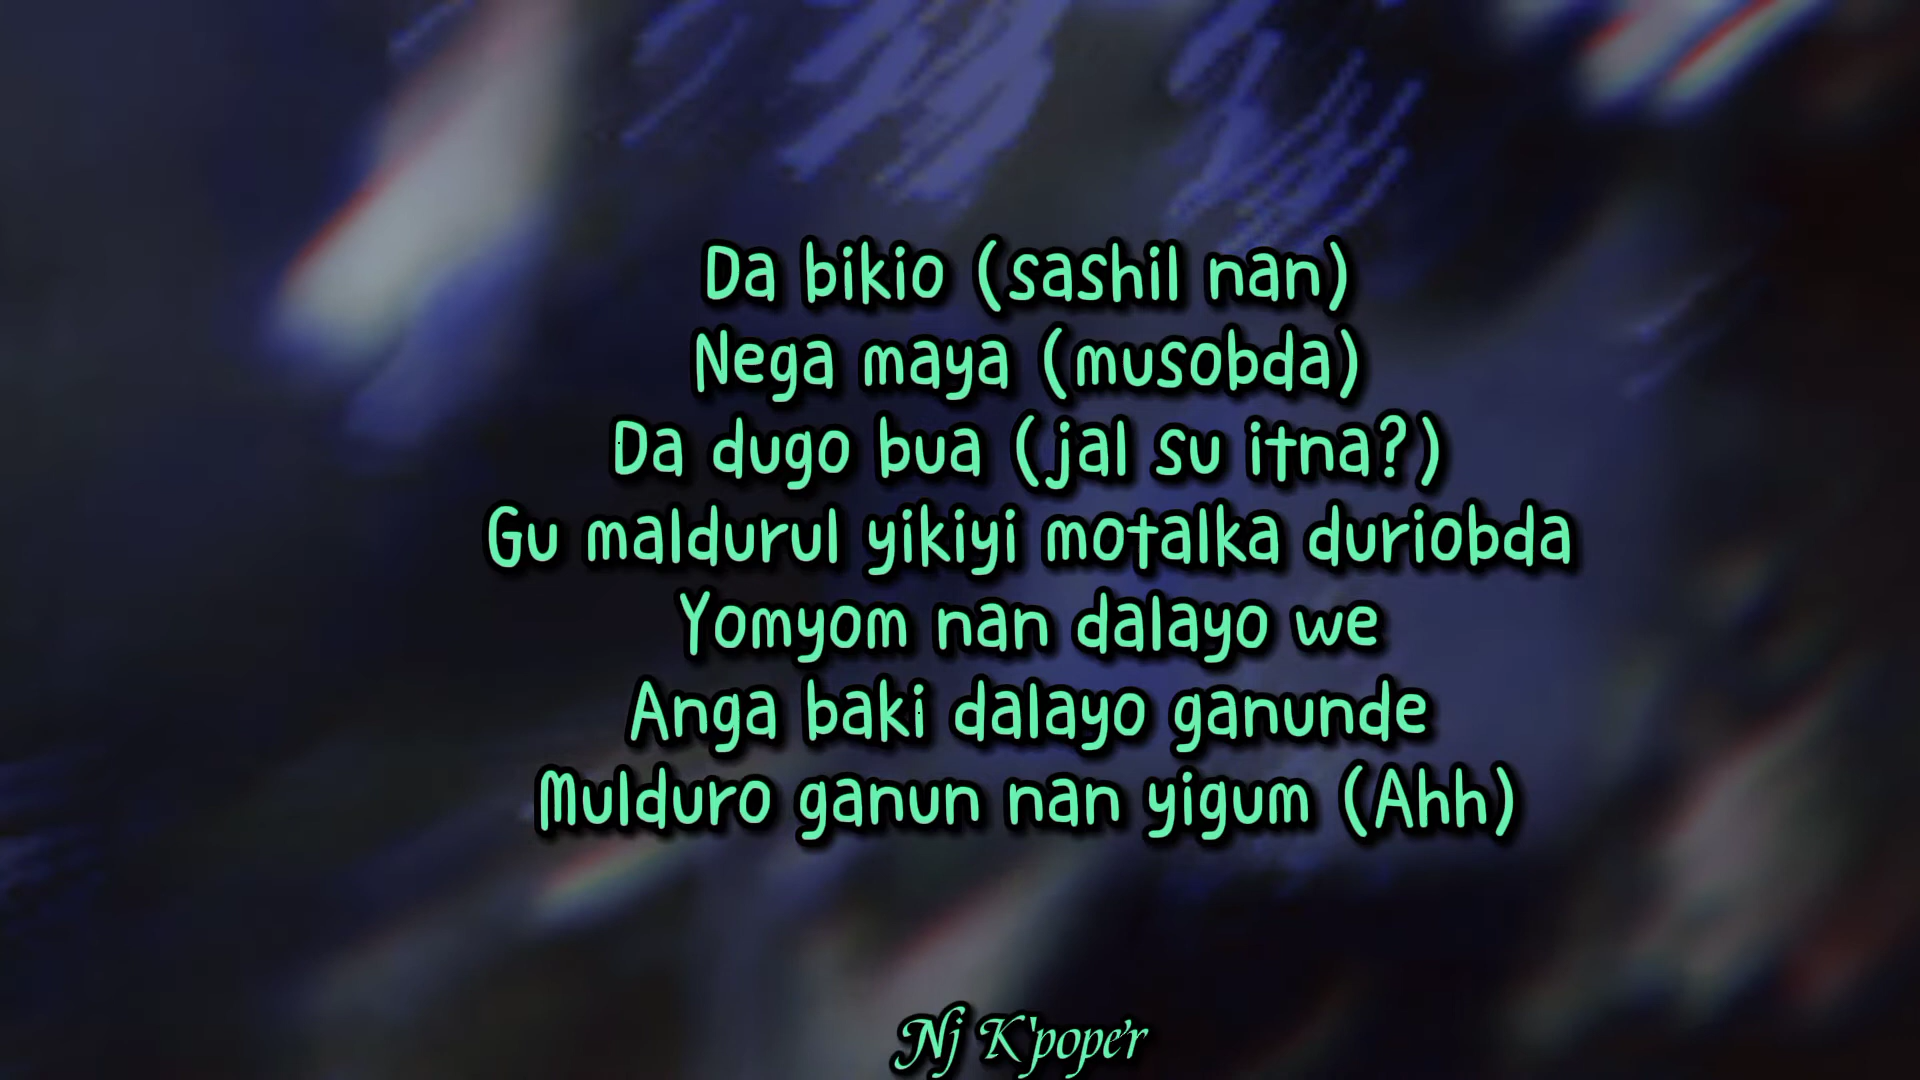 Da bikio (sashil nan)
Nega maya (musobda)
Da dugo bua (jal su itna?)
Gu maldurul yikiyi motalka duriobda
Yomyom nan dalayo we
Anga baki dalayo ganunde
Mulduro ganun nan yigum (Ahh)
Nj K'pope'r